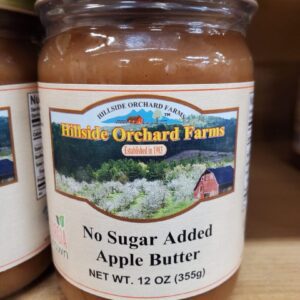 HILLSIDE ORCHARD FARMS
Hillside Orchard Farms
Established in 1983
No Sugar Added
Apple Butter
NET WT. 12 OZ (355g)